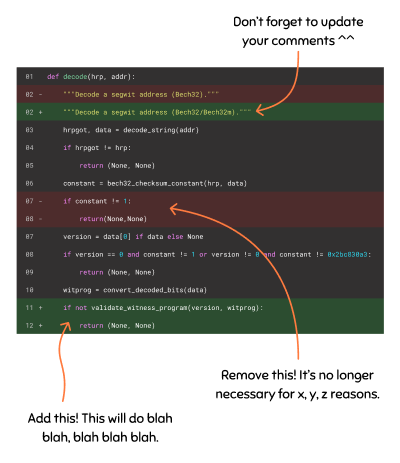 Don't forget to update
your comments ^^
01 def decode(hrp, addr):
02 - """Decode a segwit address (Bech32)."""
02 + """Decode a segwit address (Bech32/Bech32m)."""
03 hrpgot, data = decode_string(addr)
04 if hrpgot != hrp:
05 return (None, None)
06 constant = bech32_checksum_constant(hrp, data)
07 - if constant != 1:
08 - return(None,None)
07 version = data[0] if data else None
08 if version == 0 and constant != 1 or version != 0 and constant != 0x2bc830a3:
09 return (None, None)
10 witprog = convert_decoded_bits(data)
11 + if not validate_witness_program(version, witprog):
12 + return (None, None)
Remove this! It's no longer
necessary for x, y, z reasons.
Add this! This will do blah
blah, blah blah blah.